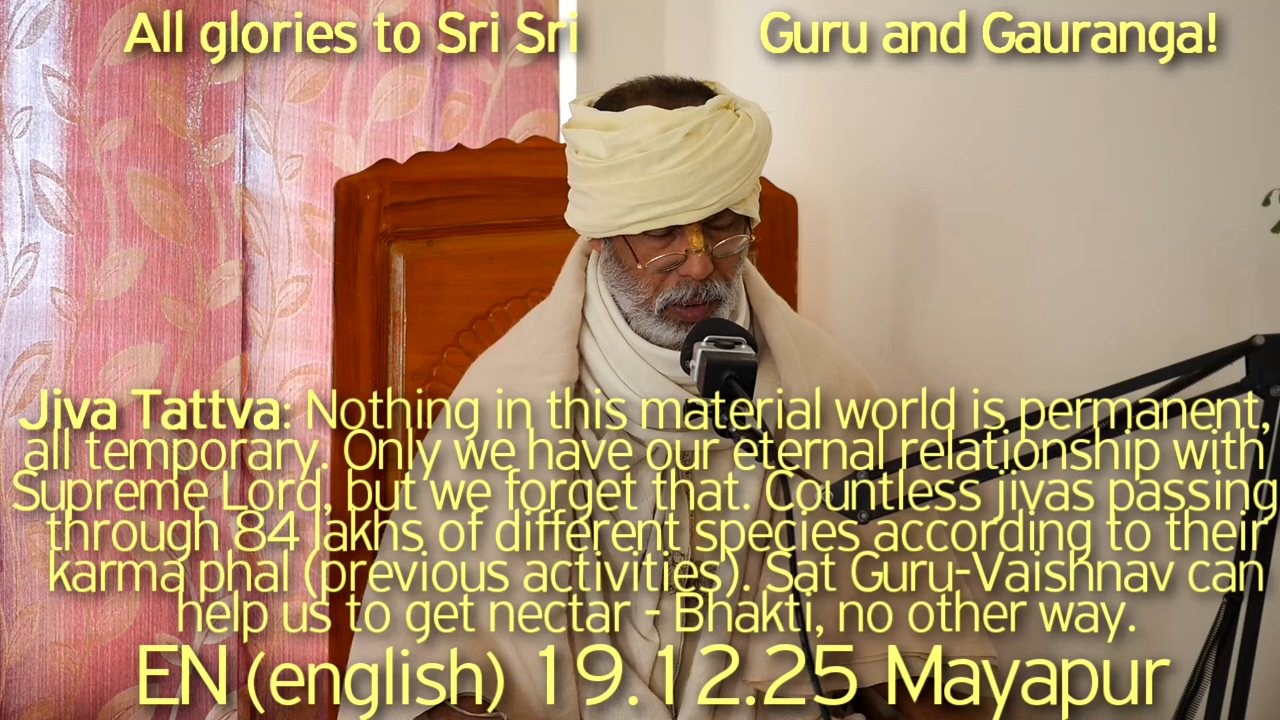 All glories to Sri Sri Guru and Gauranga!
Jiva Tattva: Nothing in this material world is permanent,
all temporary. Only we have our eternal relationship with
Supreme Lord, but we forget that. Countless jivas passing
through 84 lakhs of different species according to their
karma phal (previous activities). Sat Guru-Vaishnav can
help us to get nectar - Bhakti, no other way.
EN (english) 19.12.25 Mayapur